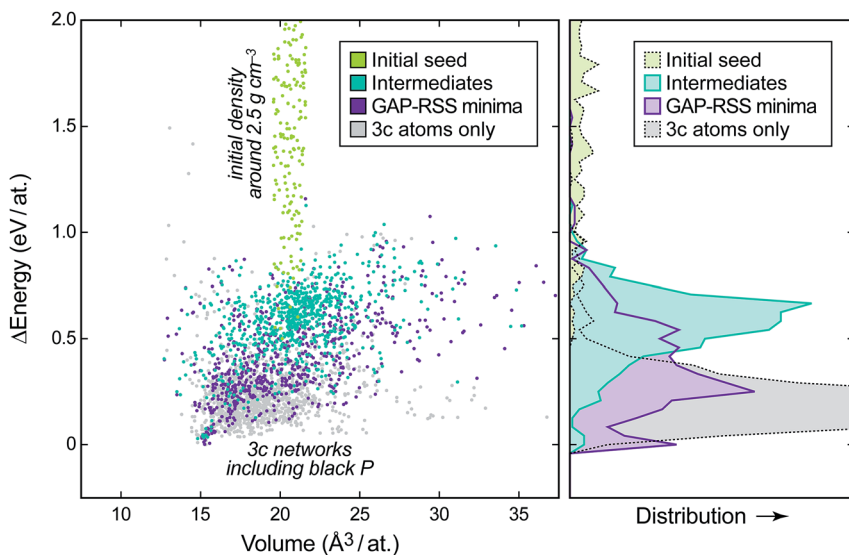 2.0
1.5
1.0
0.5
0
ΔEnergy (eV / at.)
10
15
20
25
30
35
Volume (Å³ / at.)
initial density
around 2.5 g cm⁻³
Initial seed
Intermediates
GAP-RSS minima
3c atoms only
3c networks
including black P
Initial seed
Intermediates
GAP-RSS minima
3c atoms only
Distribution →